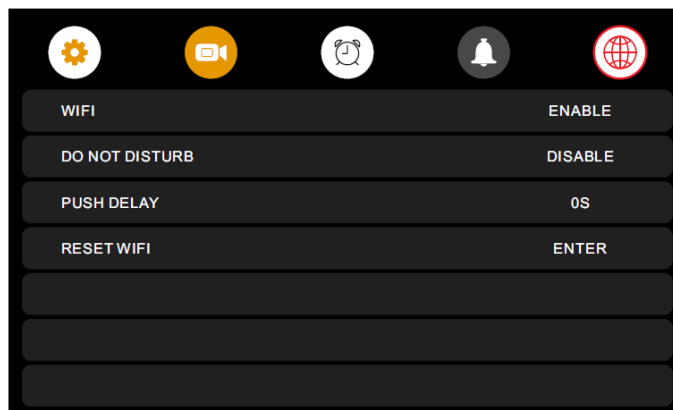 WIFI ENABLE
DO NOT DISTURB DISABLE
PUSH DELAY 0S
RESET WIFI ENTER